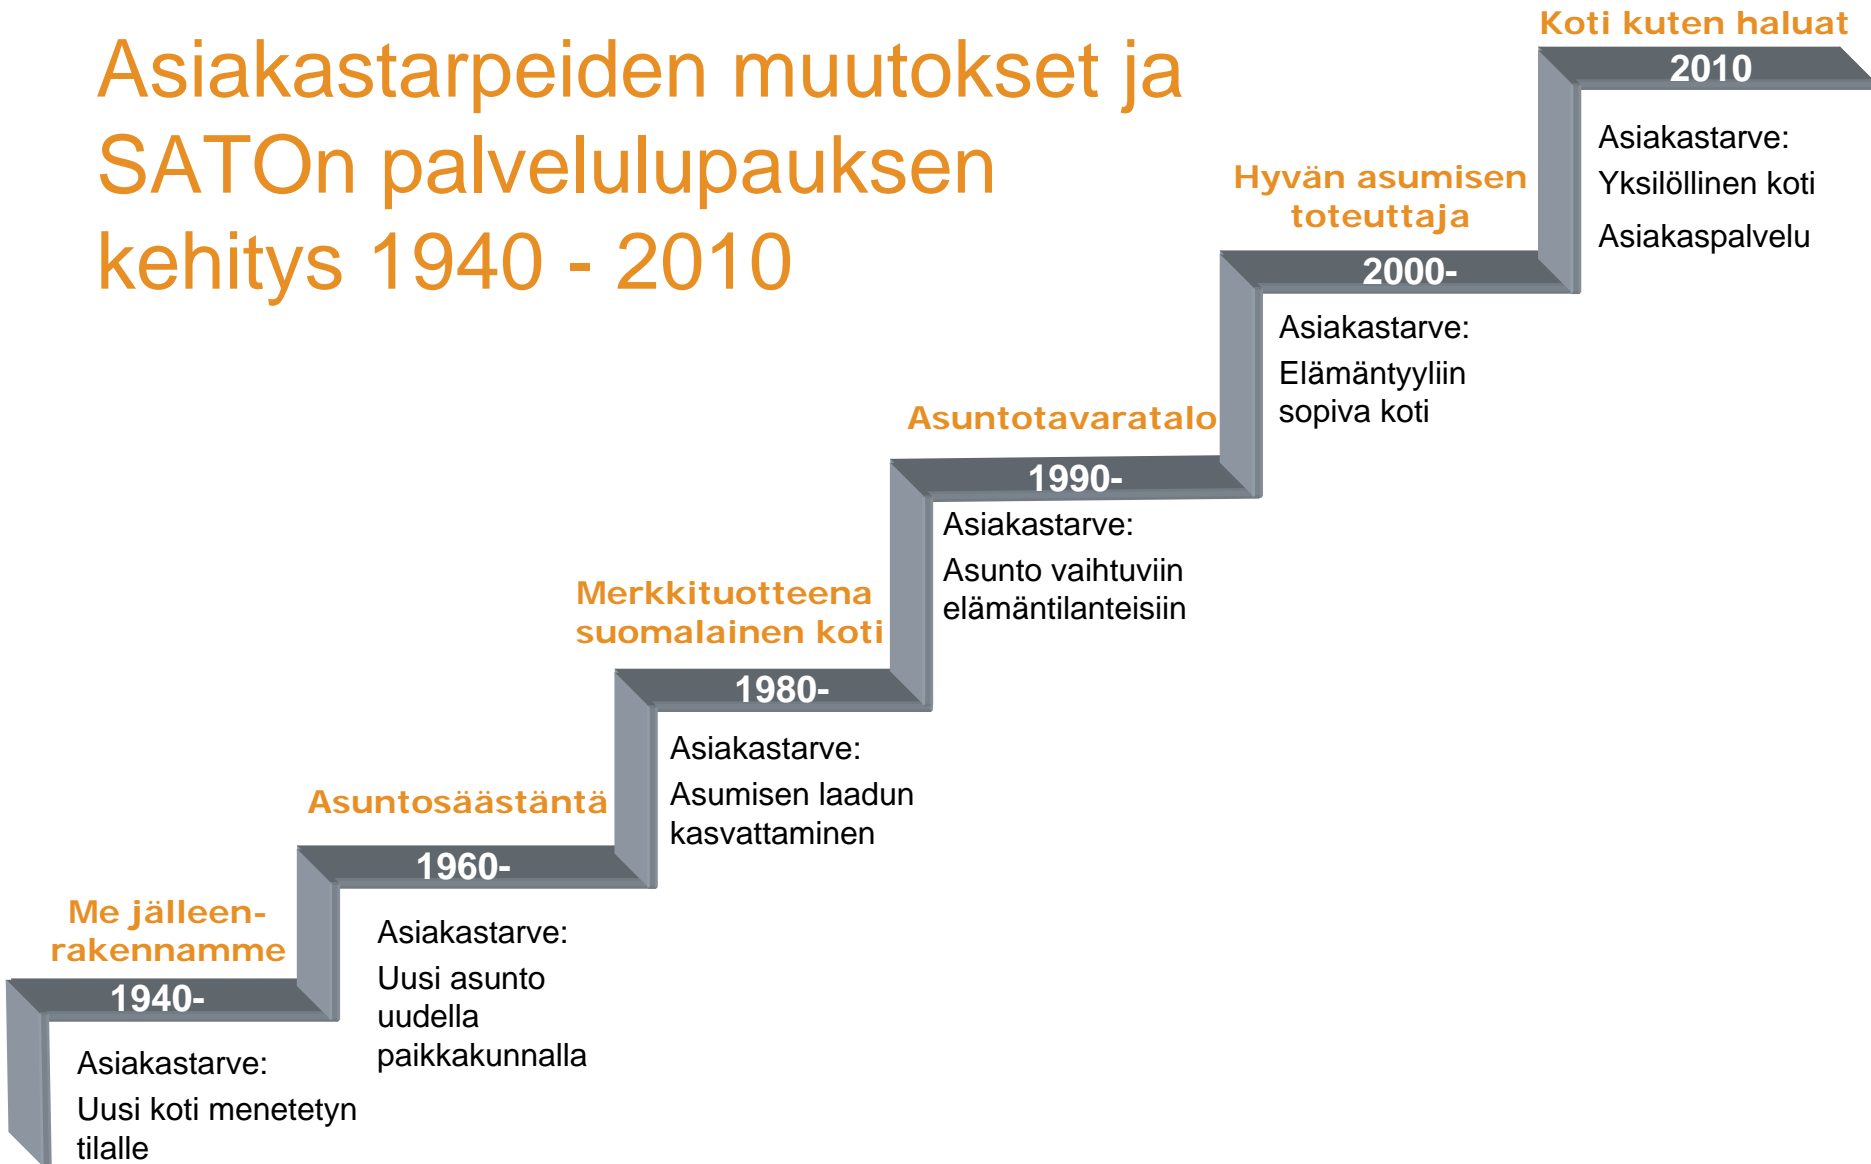 Asiakastarpeiden muutokset ja
SATOn palvelulupauksen
kehitys 1940 - 2010
Me jälleen-
rakennamme
1940-
Asiakastarve:
Uusi koti menetetyn
tilalle
Asuntosäästäntä
1960-
Asiakastarve:
Uusi asunto
uudella
paikkakunnalla
Merkkituotteena
suomalainen koti
1980-
Asiakastarve:
Asumisen laadun
kasvattaminen
Asuntotavaratalo
1990-
Asiakastarve:
Asunto vaihtuviin
elämäntilanteisiin
Hyvän asumisen
toteuttaja
2000-
Asiakastarve:
Elämäntyyliin
sopiva koti
Koti kuten haluat
2010
Asiakastarve:
Yksilöllinen koti
Asiakaspalvelu